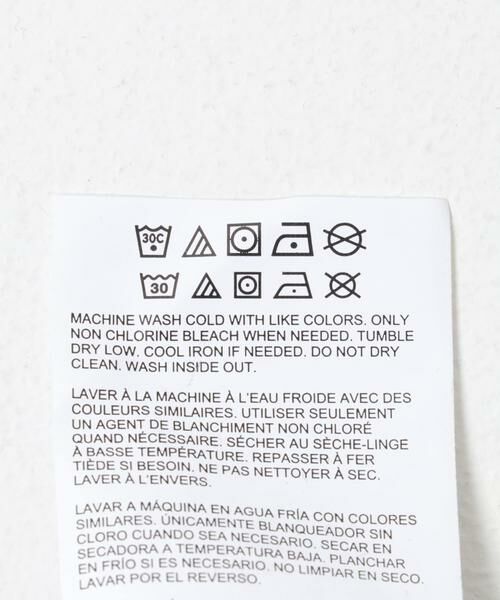 30C
30
MACHINE WASH COLD WITH LIKE COLORS. ONLY
NON CHLORINE BLEACH WHEN NEEDED. TUMBLE
DRY LOW. COOL IRON IF NEEDED. DO NOT DRY
CLEAN. WASH INSIDE OUT.
LAVER À LA MACHINE À L'EAU FROIDE AVEC DES
COULEURS SIMILAIRES. UTILISER SEULEMENT
UN AGENT DE BLANCHIMENT NON CHLORÉ
QUAND NÉCESSAIRE. SÉCHER AU SÈCHE-LINGE
À BASSE TEMPÉRATURE. REPASSER À FER
TIÈDE SI BESOIN. NE PAS NETTOYER À SEC.
LAVER À L'ENVERS.
LAVAR A MÁQUINA EN AGUA FRÍA CON COLORES
SIMILARES. ÚNICAMENTE BLANQUEADOR SIN
CLORO CUANDO SEA NECESARIO. SECAR EN
SECADORA A TEMPERATURA BAJA. PLANCHAR
EN FRÍO SI ES NECESARIO. NO LIMPIAR EN SECO.
LAVAR POR EL REVERSO.